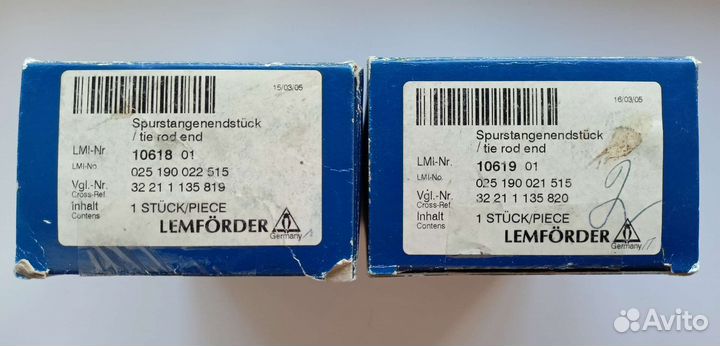 15/03/05
Spurstangenendstück
/ tie rod end
LMI-Nr. 10618 01
LMI-No. 025 190 022 515
Vgl.-Nr. 32 21 1 135 819
Cross-Ref.
Inhalt 1 STÜCK/PIECE
Contens
LEMFÖRDER
Germany
16/03/05
Spurstangenendstück
/ tie rod end
LMI-Nr. 10619 01
LMI-No. 025 190 021 515
Vgl.-Nr. 32 21 1 135 820
Cross-Ref.
Inhalt 1 STÜCK/PIECE
Contens
LEMFÖRDER
Germany
2
Avito